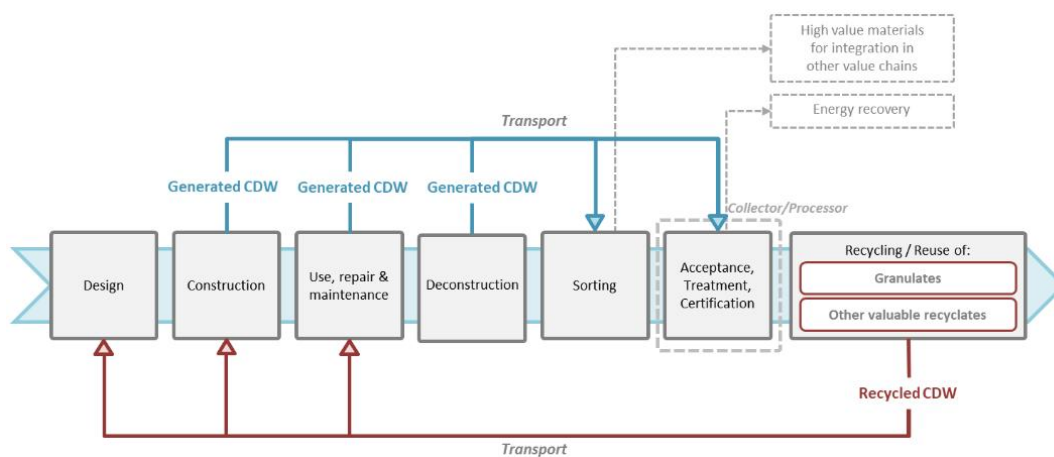 High value materials
for integration in
other value chains
Energy recovery
Transport
Generated CDW
Generated CDW
Generated CDW
Collector/Processor
Design
Construction
Use, repair &
maintenance
Deconstruction
Sorting
Acceptance,
Treatment,
Certification
Recycling / Reuse of:
Granulates
Other valuable recyclates
Recycled CDW
Transport